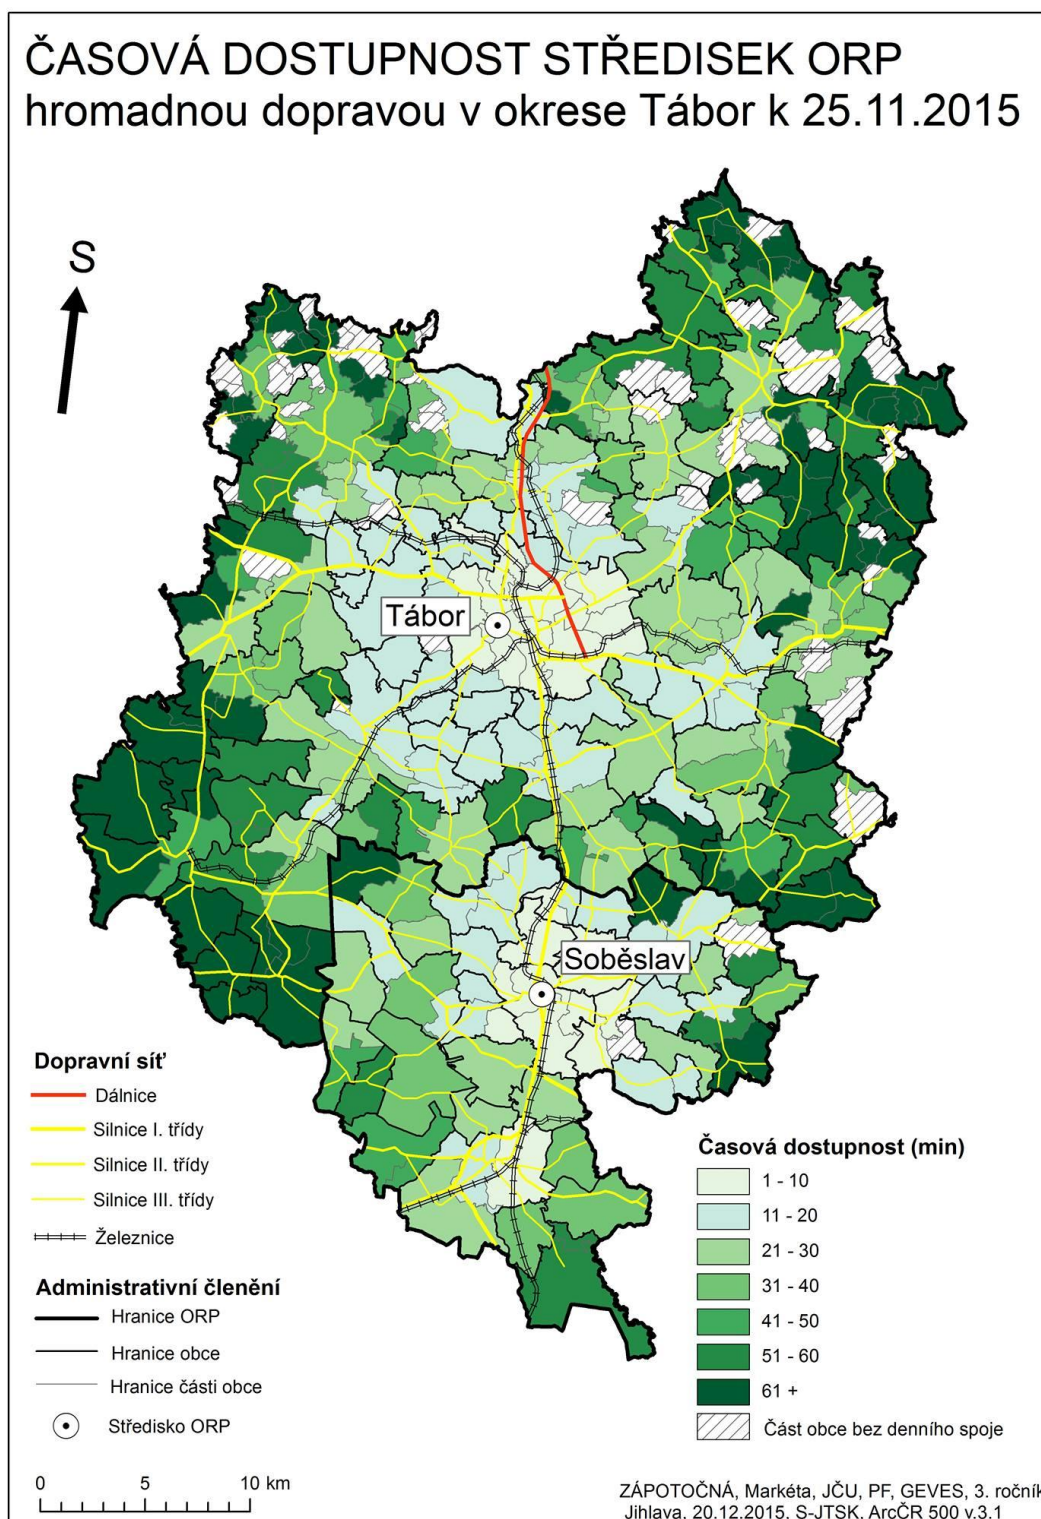 ČASOVÁ DOSTUPNOST STŘEDISEK ORP
hromadnou dopravou v okrese Tábor k 25.11.2015
S
Tábor
Soběslav
Dopravní síť
Dálnice
Silnice I. třídy
Silnice II. třídy
Silnice III. třídy
Železnice
Administrativní členění
Hranice ORP
Hranice obce
Hranice části obce
Středisko ORP
0 5 10 km
Časová dostupnost (min)
1 - 10
11 - 20
21 - 30
31 - 40
41 - 50
51 - 60
61 +
Část obce bez denního spoje
ZÁPOTOČNÁ, Markéta, JČU, PF, GEVES, 3. ročník
Jihlava, 20.12.2015, S-JTSK, ArcČR 500 v.3.1